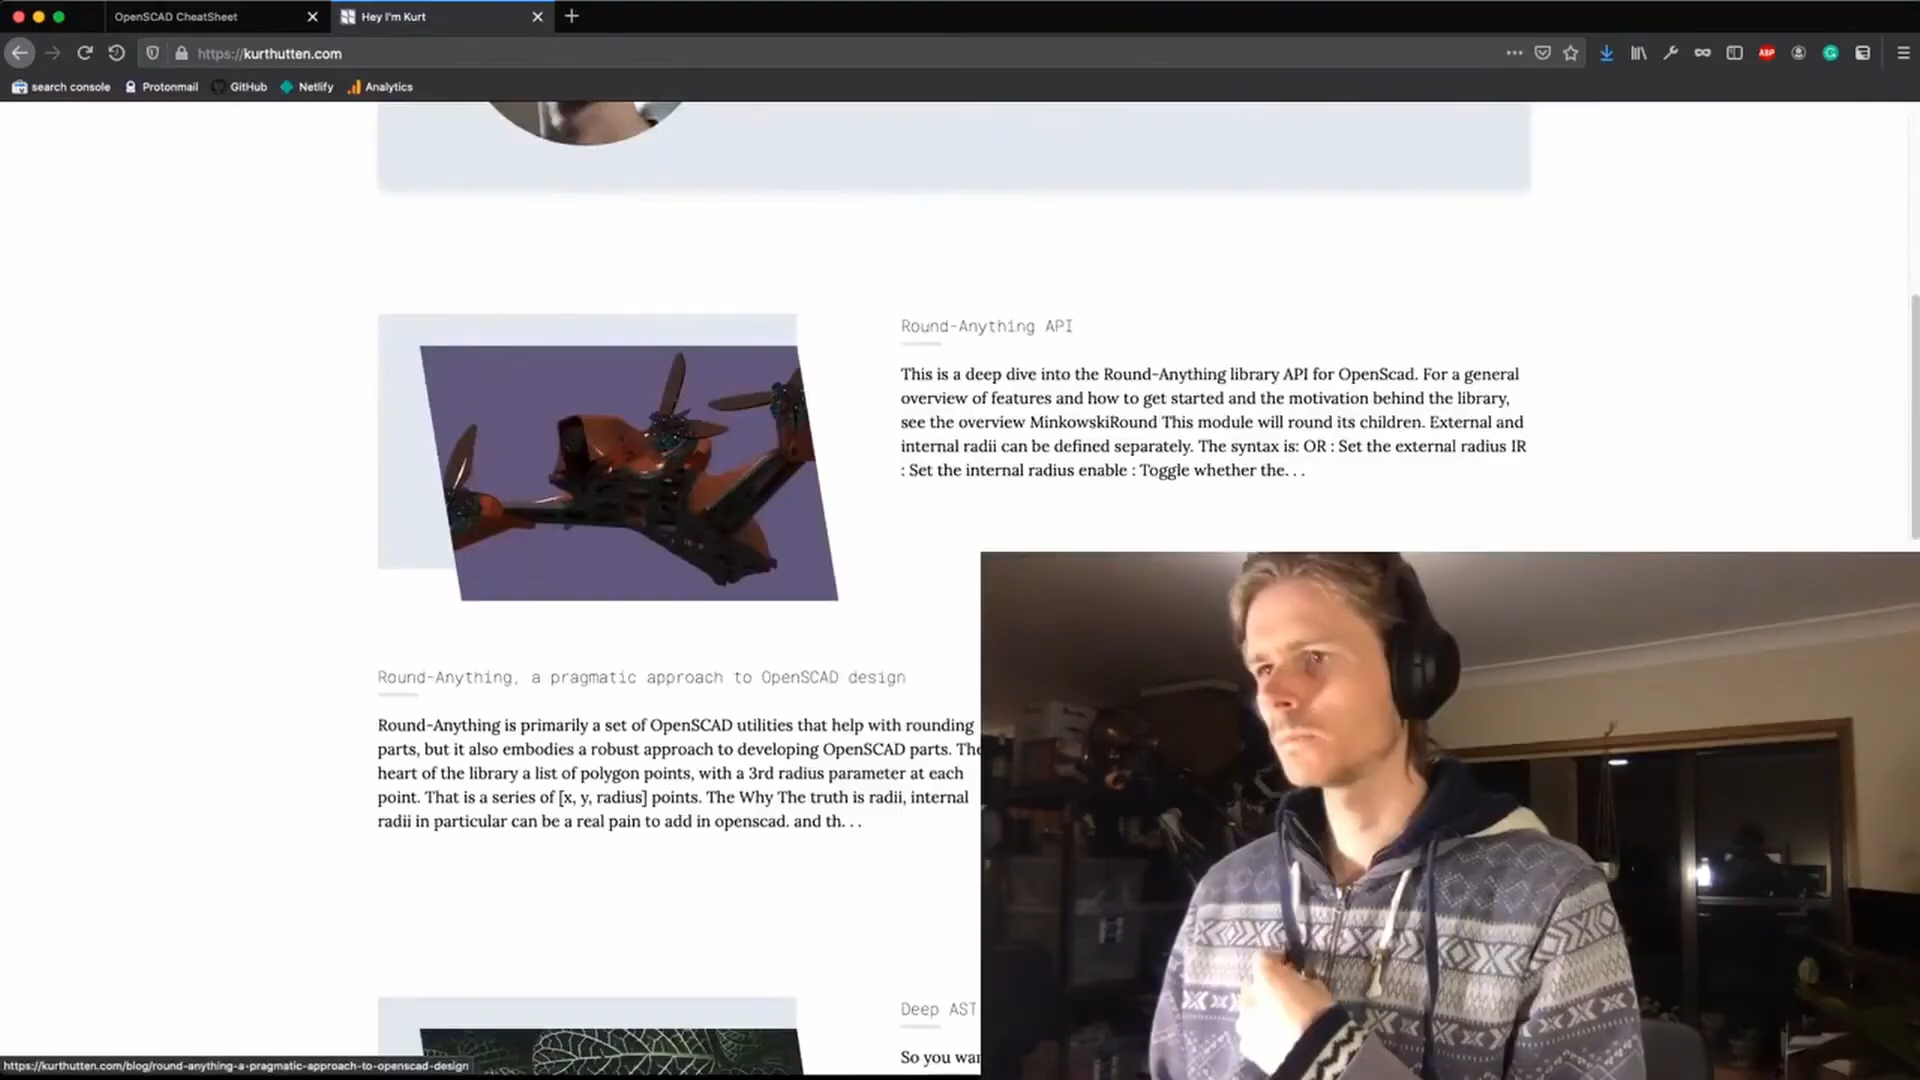 OpenSCAD CheatSheet
Hey I'm Kurt
https://kurthutten.com
search console
Protonmail
GitHub
Netlify
Analytics
ABP
Round-Anything API
This is a deep dive into the Round-Anything library API for OpenScad. For a general
overview of features and how to get started and the motivation behind the library,
see the overview MinkowskiRound This module will round its children. External and
internal radii can be defined separately. The syntax is: OR : Set the external radius IR
: Set the internal radius enable : Toggle whether the. . .
Round-Anything, a pragmatic approach to OpenSCAD design
Round-Anything is primarily a set of OpenSCAD utilities that help with rounding
parts, but it also embodies a robust approach to developing OpenSCAD parts. The
heart of the library a list of polygon points, with a 3rd radius parameter at each
point. That is a series of [x, y, radius] points. The Why The truth is radii, internal
radii in particular can be a real pain to add in openscad. and th. . .
Deep AST
So you wan
https://kurthutten.com/blog/round-anything-a-pragmatic-approach-to-openscad-design